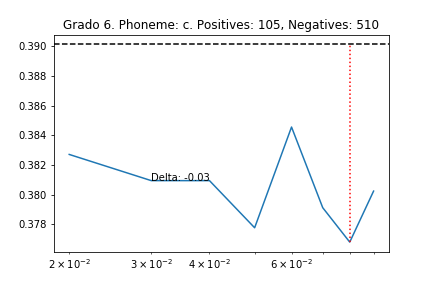 Grado 6. Phoneme: c. Positives: 105, Negatives: 510
0.390
0.388
0.386
0.384
0.382
0.380
0.378
Delta: -0.03
2 × 10⁻² 3 × 10⁻² 4 × 10⁻² 6 × 10⁻²